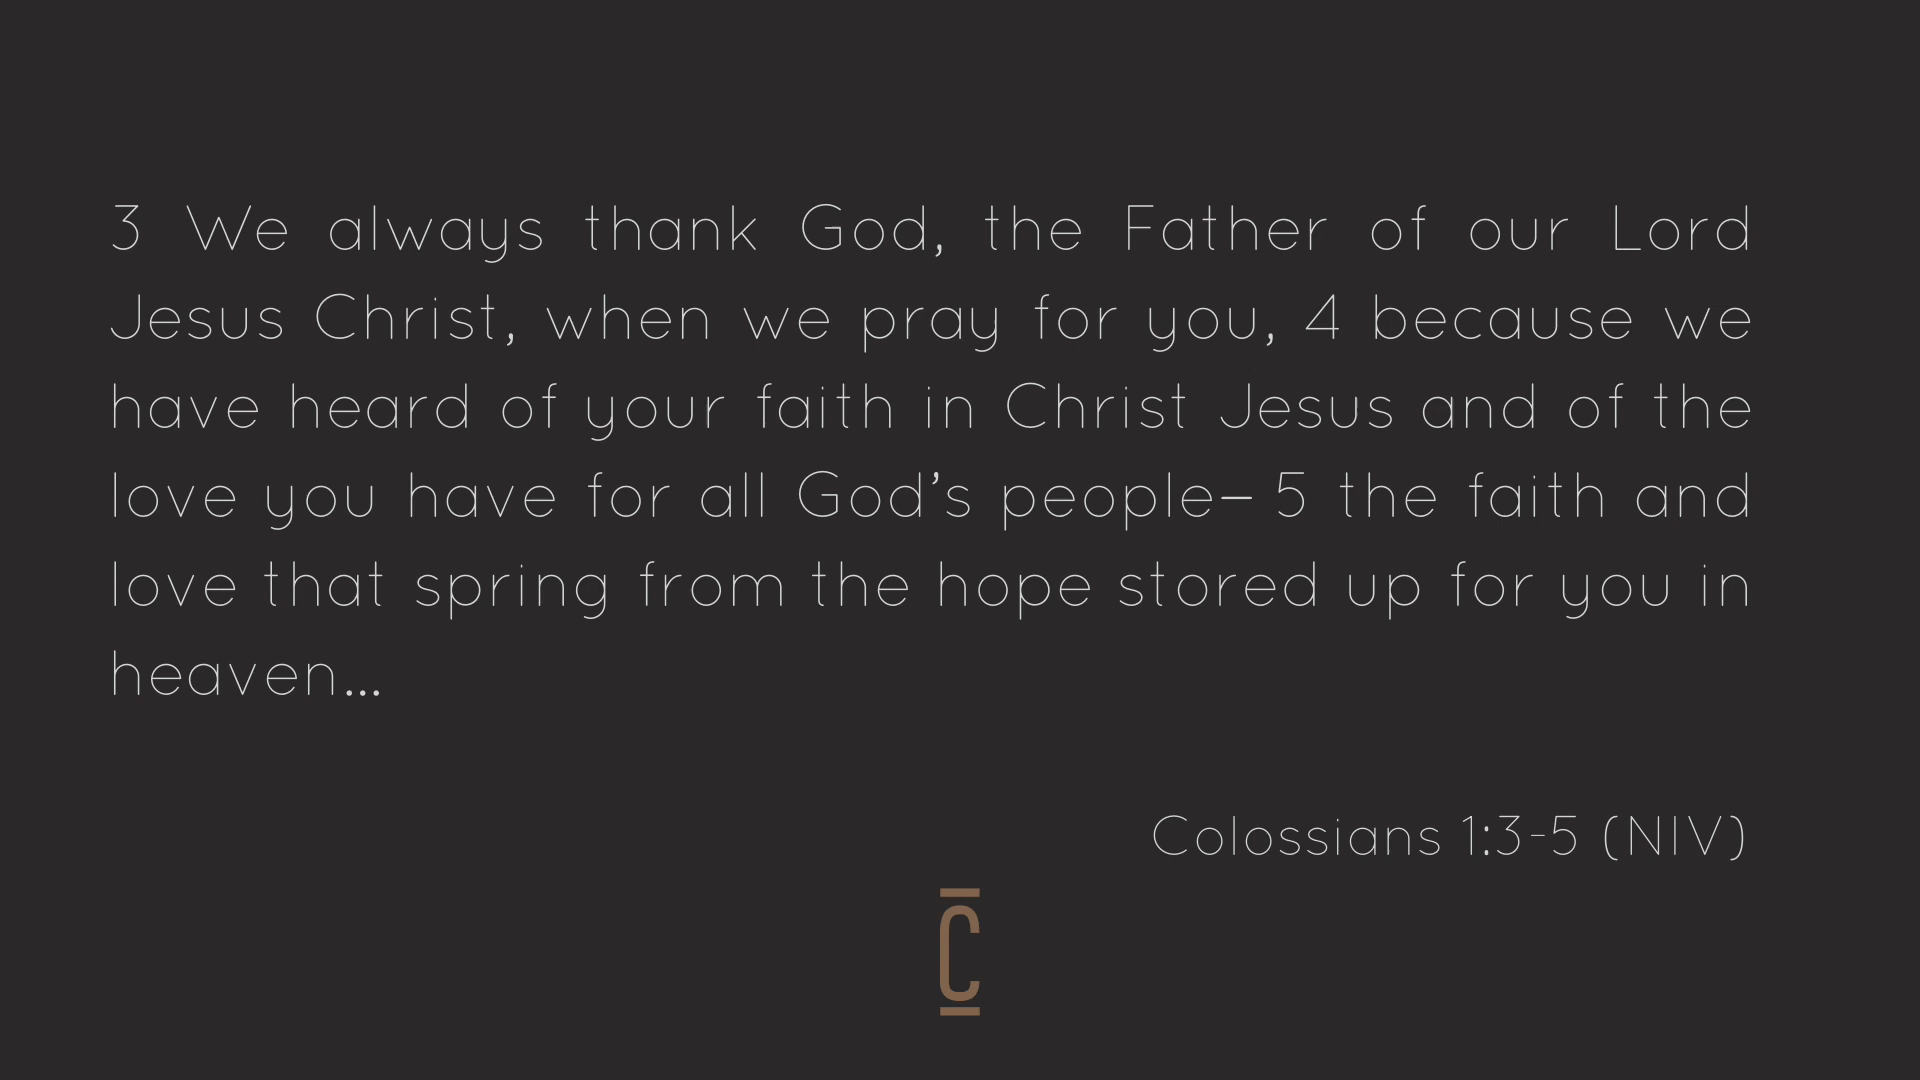 3 We always thank God, the Father of our Lord
Jesus Christ, when we pray for you, 4 because we
have heard of your faith in Christ Jesus and of the
love you have for all God’s people– 5 the faith and
love that spring from the hope stored up for you in
heaven...
Colossians 1:3-5 (NIV)
C